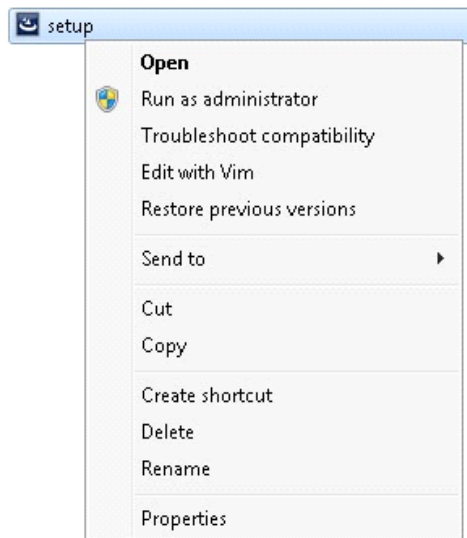 setup
Open
Run as administrator
Troubleshoot compatibility
Edit with Vim
Restore previous versions
Send to
Cut
Copy
Create shortcut
Delete
Rename
Properties